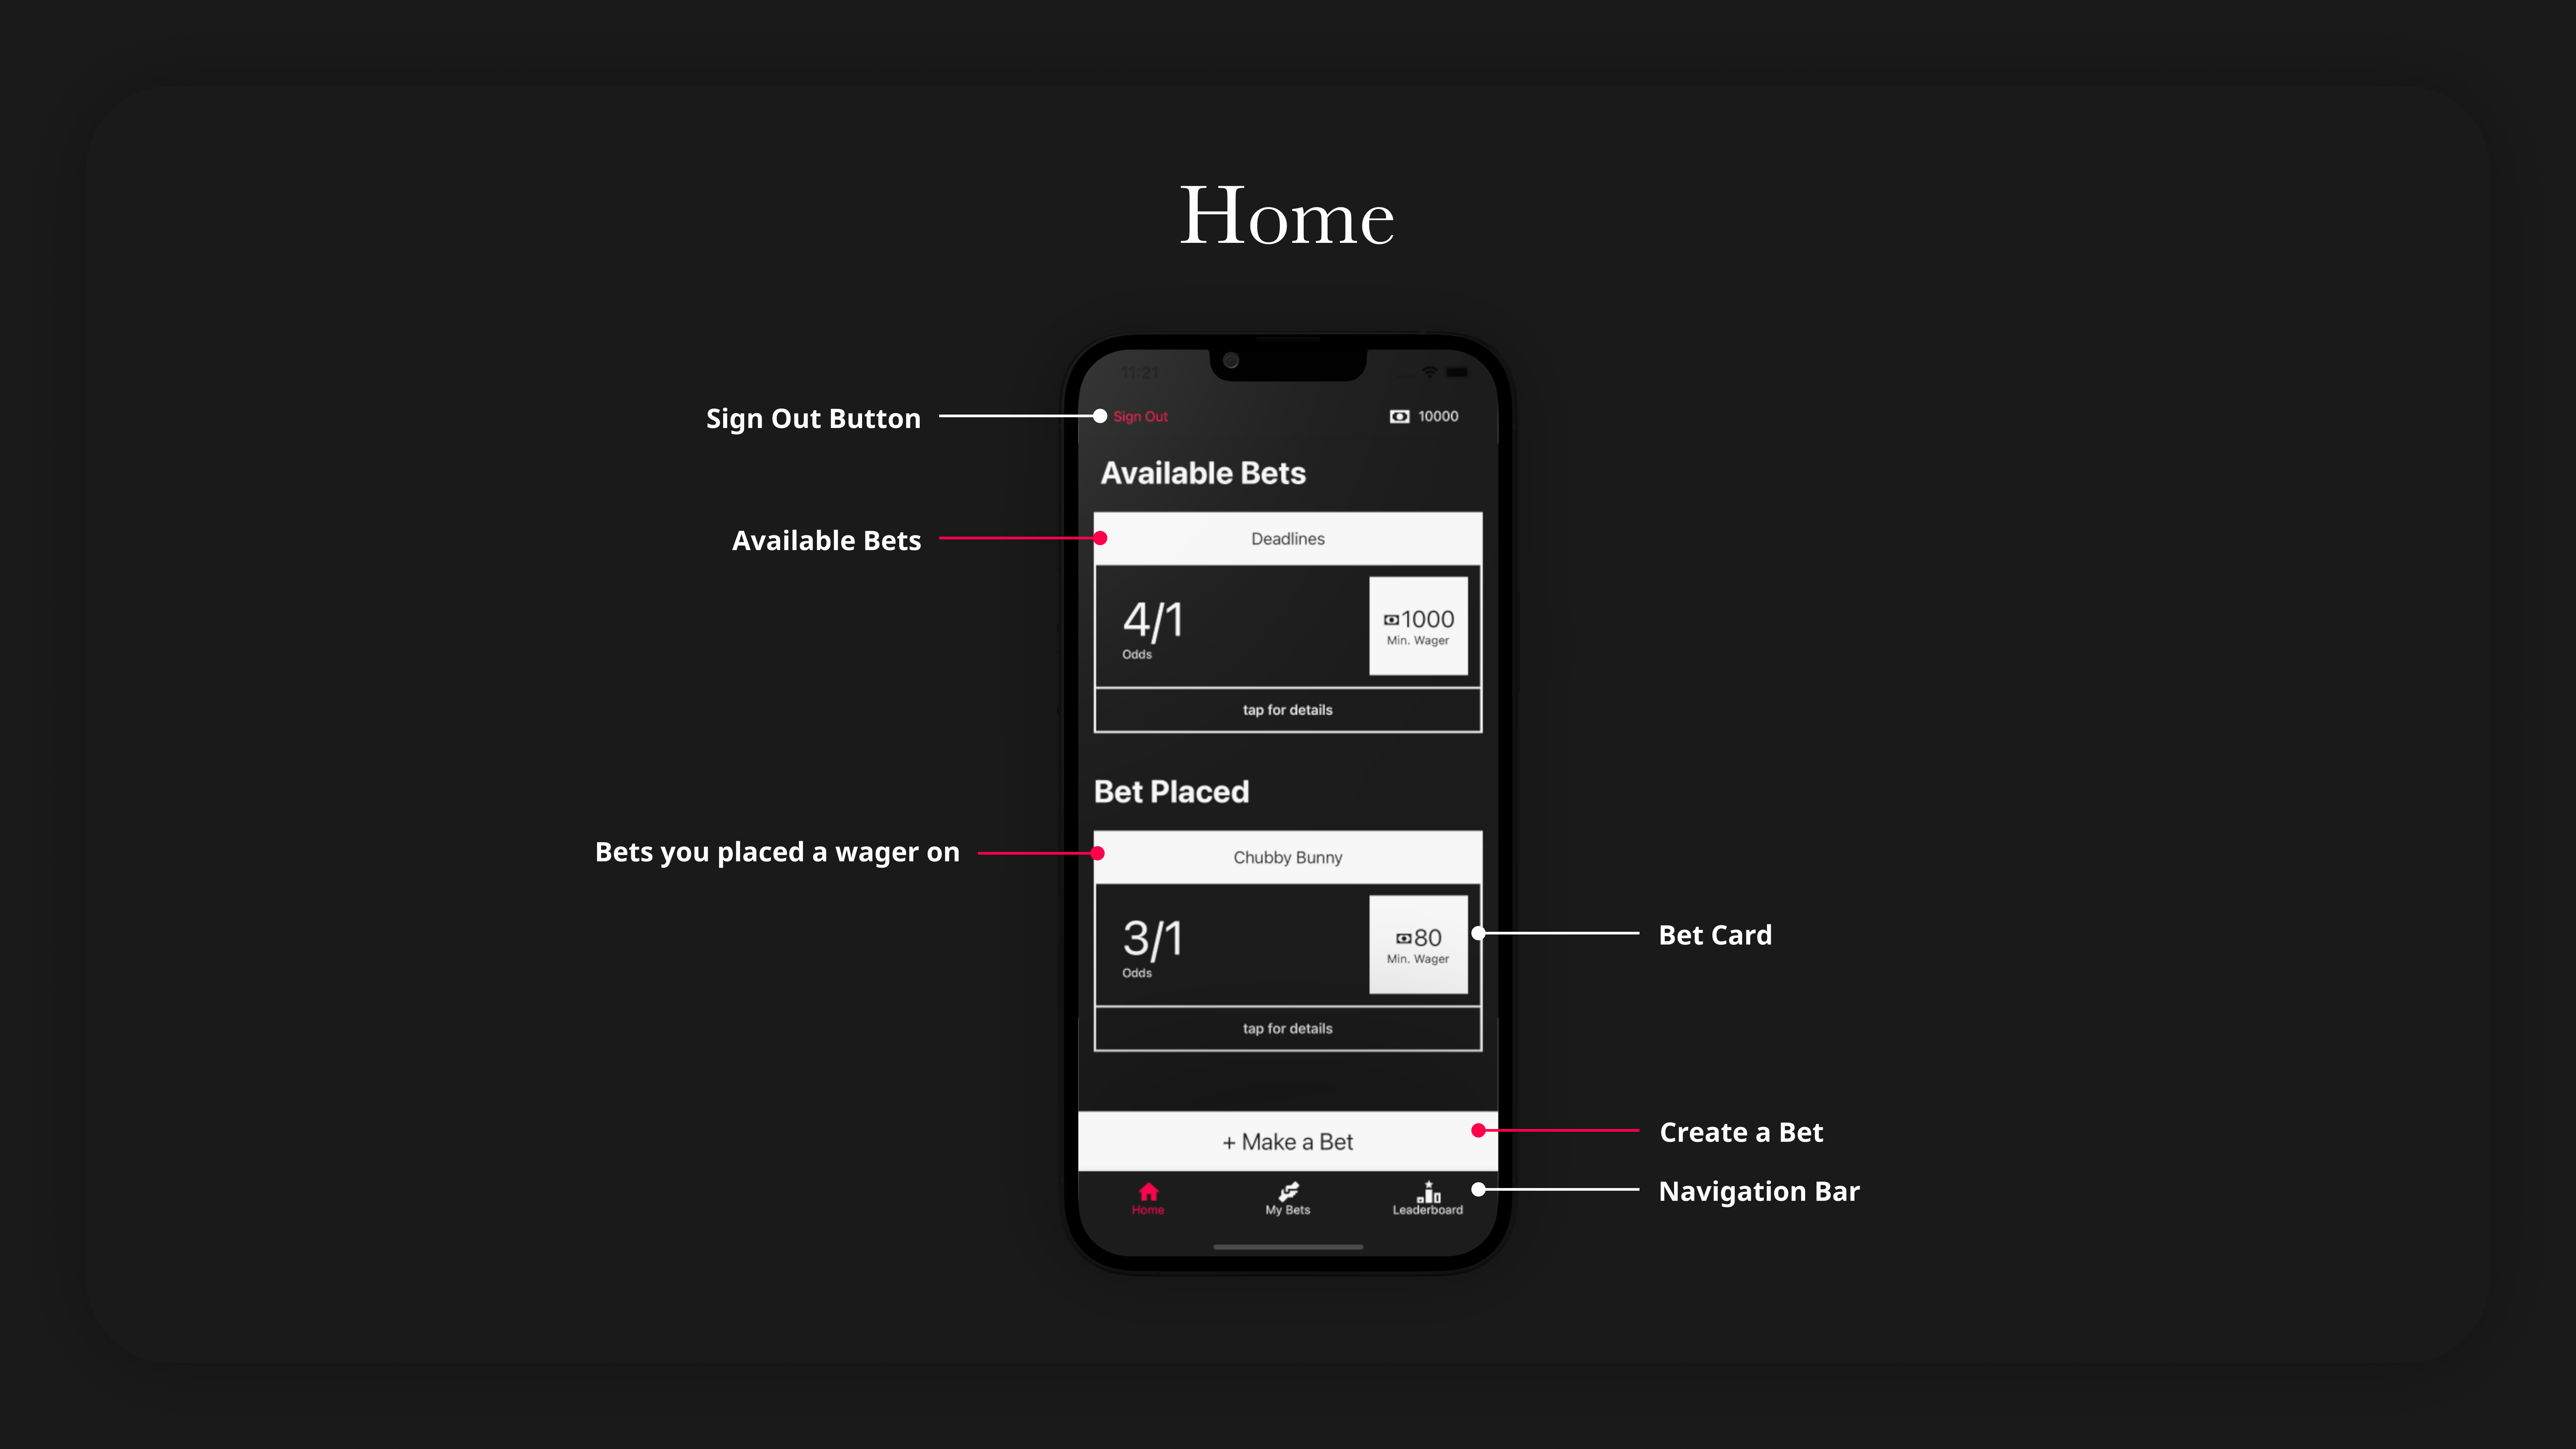 Home
11:21
Sign Out Button
Sign Out
10000
Available Bets
Available Bets
Deadlines
4/1
Odds
1000
Min. Wager
tap for details
Bet Placed
Bets you placed a wager on
Chubby Bunny
3/1
Odds
80
Min. Wager
Bet Card
tap for details
+ Make a Bet
Create a Bet
Home
My Bets
Leaderboard
Navigation Bar